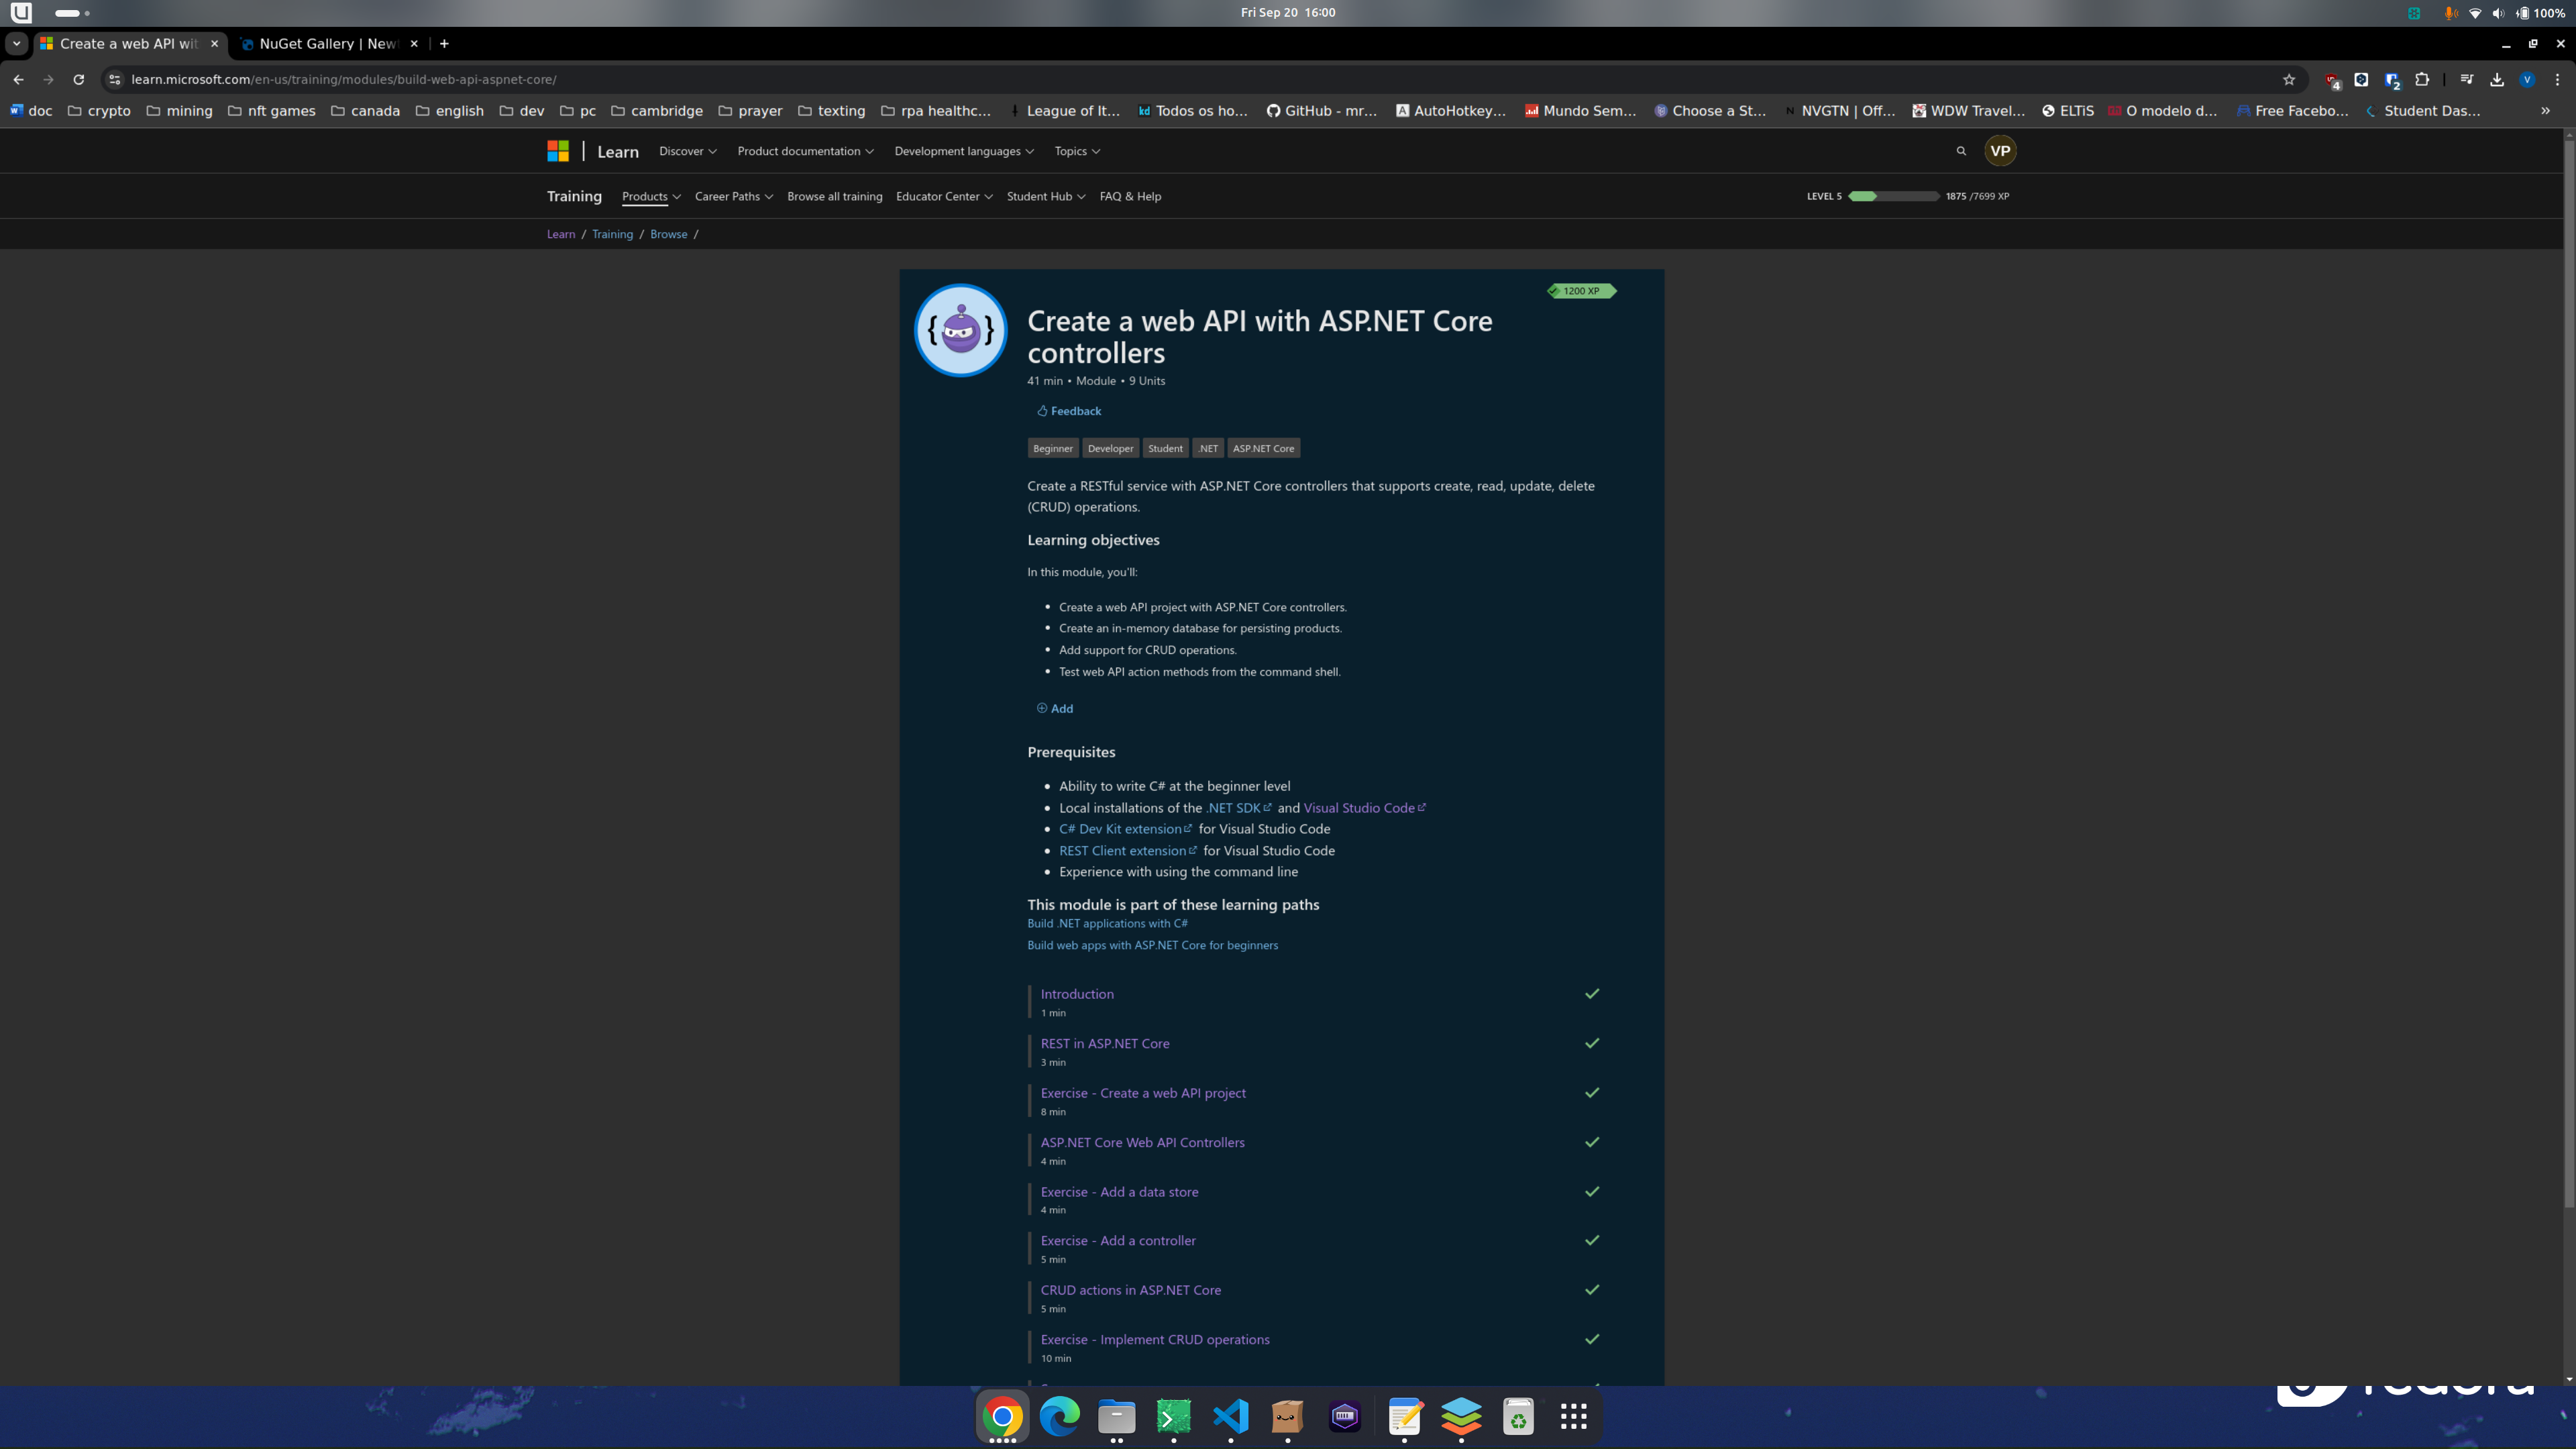 Fri Sep 20 16:00
100%
Create a web API wit
NuGet Gallery | New
learn.microsoft.com/en-us/training/modules/build-web-api-aspnet-core/
4
2
V
doc crypto mining nft games canada english dev pc cambridge prayer texting rpa healthc... League of It... Todos os ho... GitHub - mr... AutoHotkey... Mundo Sem... Choose a St... NVGTN | Off... WDW Travel... ELTiS O modelo d... Free Facebo... Student Das... »
Learn Discover Product documentation Development languages Topics
VP
Training Products Career Paths Browse all training Educator Center Student Hub FAQ & Help
LEVEL 5 1875 /7699 XP
Learn / Training / Browse /
1200 XP
Create a web API with ASP.NET Core
controllers
41 min • Module • 9 Units
Feedback
Beginner Developer Student .NET ASP.NET Core
Create a RESTful service with ASP.NET Core controllers that supports create, read, update, delete
(CRUD) operations.
Learning objectives
In this module, you'll:
• Create a web API project with ASP.NET Core controllers.
• Create an in-memory database for persisting products.
• Add support for CRUD operations.
• Test web API action methods from the command shell.
Add
Prerequisites
• Ability to write C# at the beginner level
• Local installations of the .NET SDK and Visual Studio Code
• C# Dev Kit extension for Visual Studio Code
• REST Client extension for Visual Studio Code
• Experience with using the command line
This module is part of these learning paths
Build .NET applications with C#
Build web apps with ASP.NET Core for beginners
Introduction
1 min
REST in ASP.NET Core
3 min
Exercise - Create a web API project
8 min
ASP.NET Core Web API Controllers
4 min
Exercise - Add a data store
4 min
Exercise - Add a controller
5 min
CRUD actions in ASP.NET Core
5 min
Exercise - Implement CRUD operations
10 min